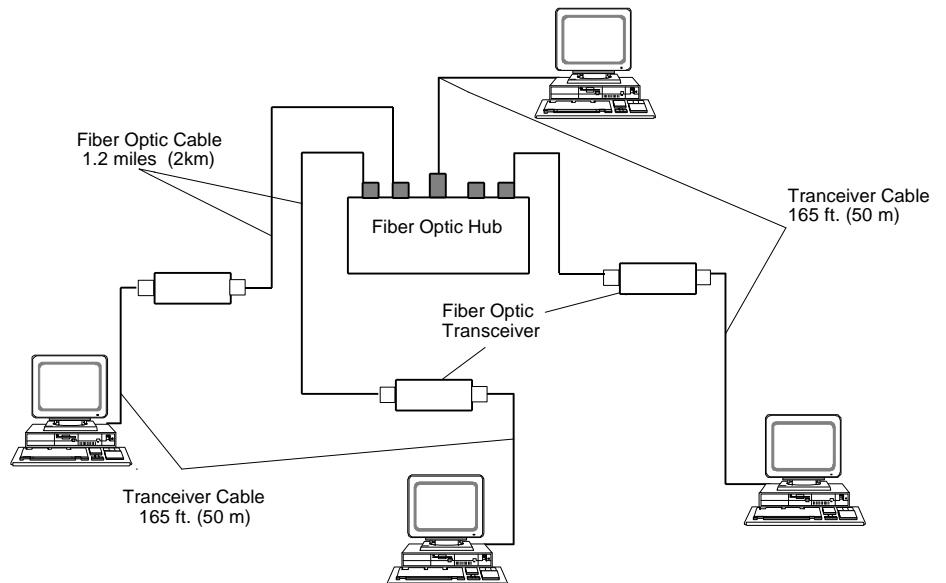 Fiber Optic Cable
1.2 miles (2km)
Fiber Optic Hub
Tranceiver Cable
165 ft. (50 m)
Fiber Optic
Transceiver
Tranceiver Cable
165 ft. (50 m)